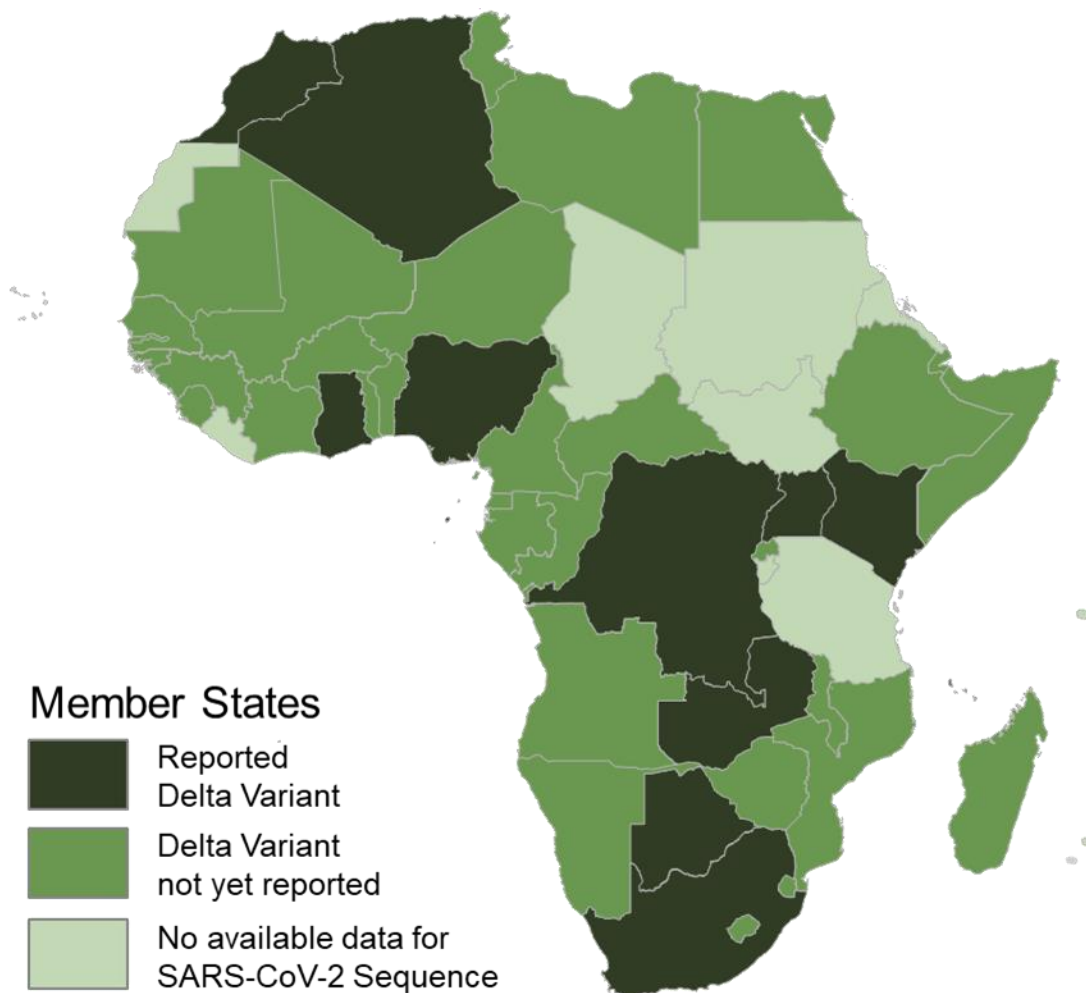 Member States
Reported
Delta Variant
Delta Variant
not yet reported
No available data for
SARS-CoV-2 Sequence